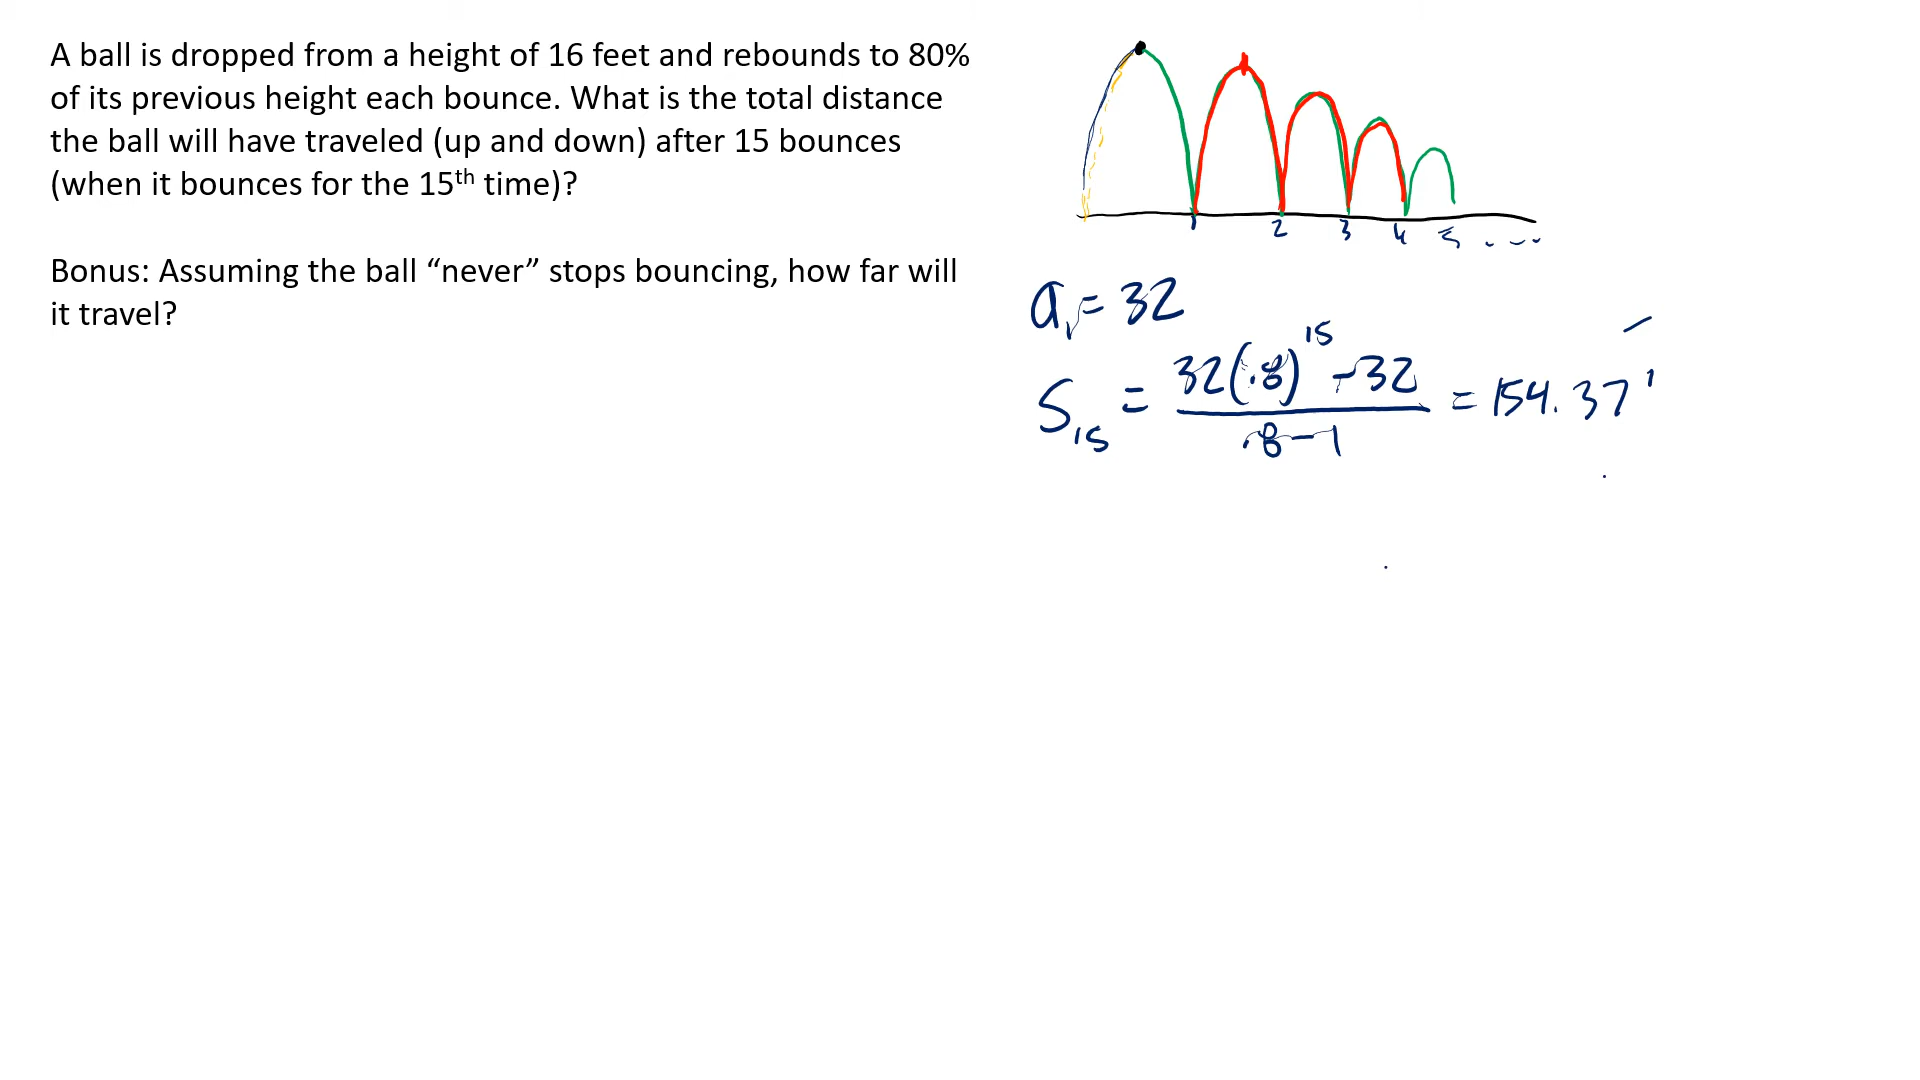 A ball is dropped from a height of 16 feet and rebounds to 80%
of its previous height each bounce. What is the total distance
the ball will have traveled (up and down) after 15 bounces
(when it bounces for the 15th time)?
Bonus: Assuming the ball “never” stops bouncing, how far will
it travel?
1 2 3 4 5 ....
a₁ = 32
S₁₅ = (32(.8)¹⁵ - 32)/(.8 - 1) = 154.37'